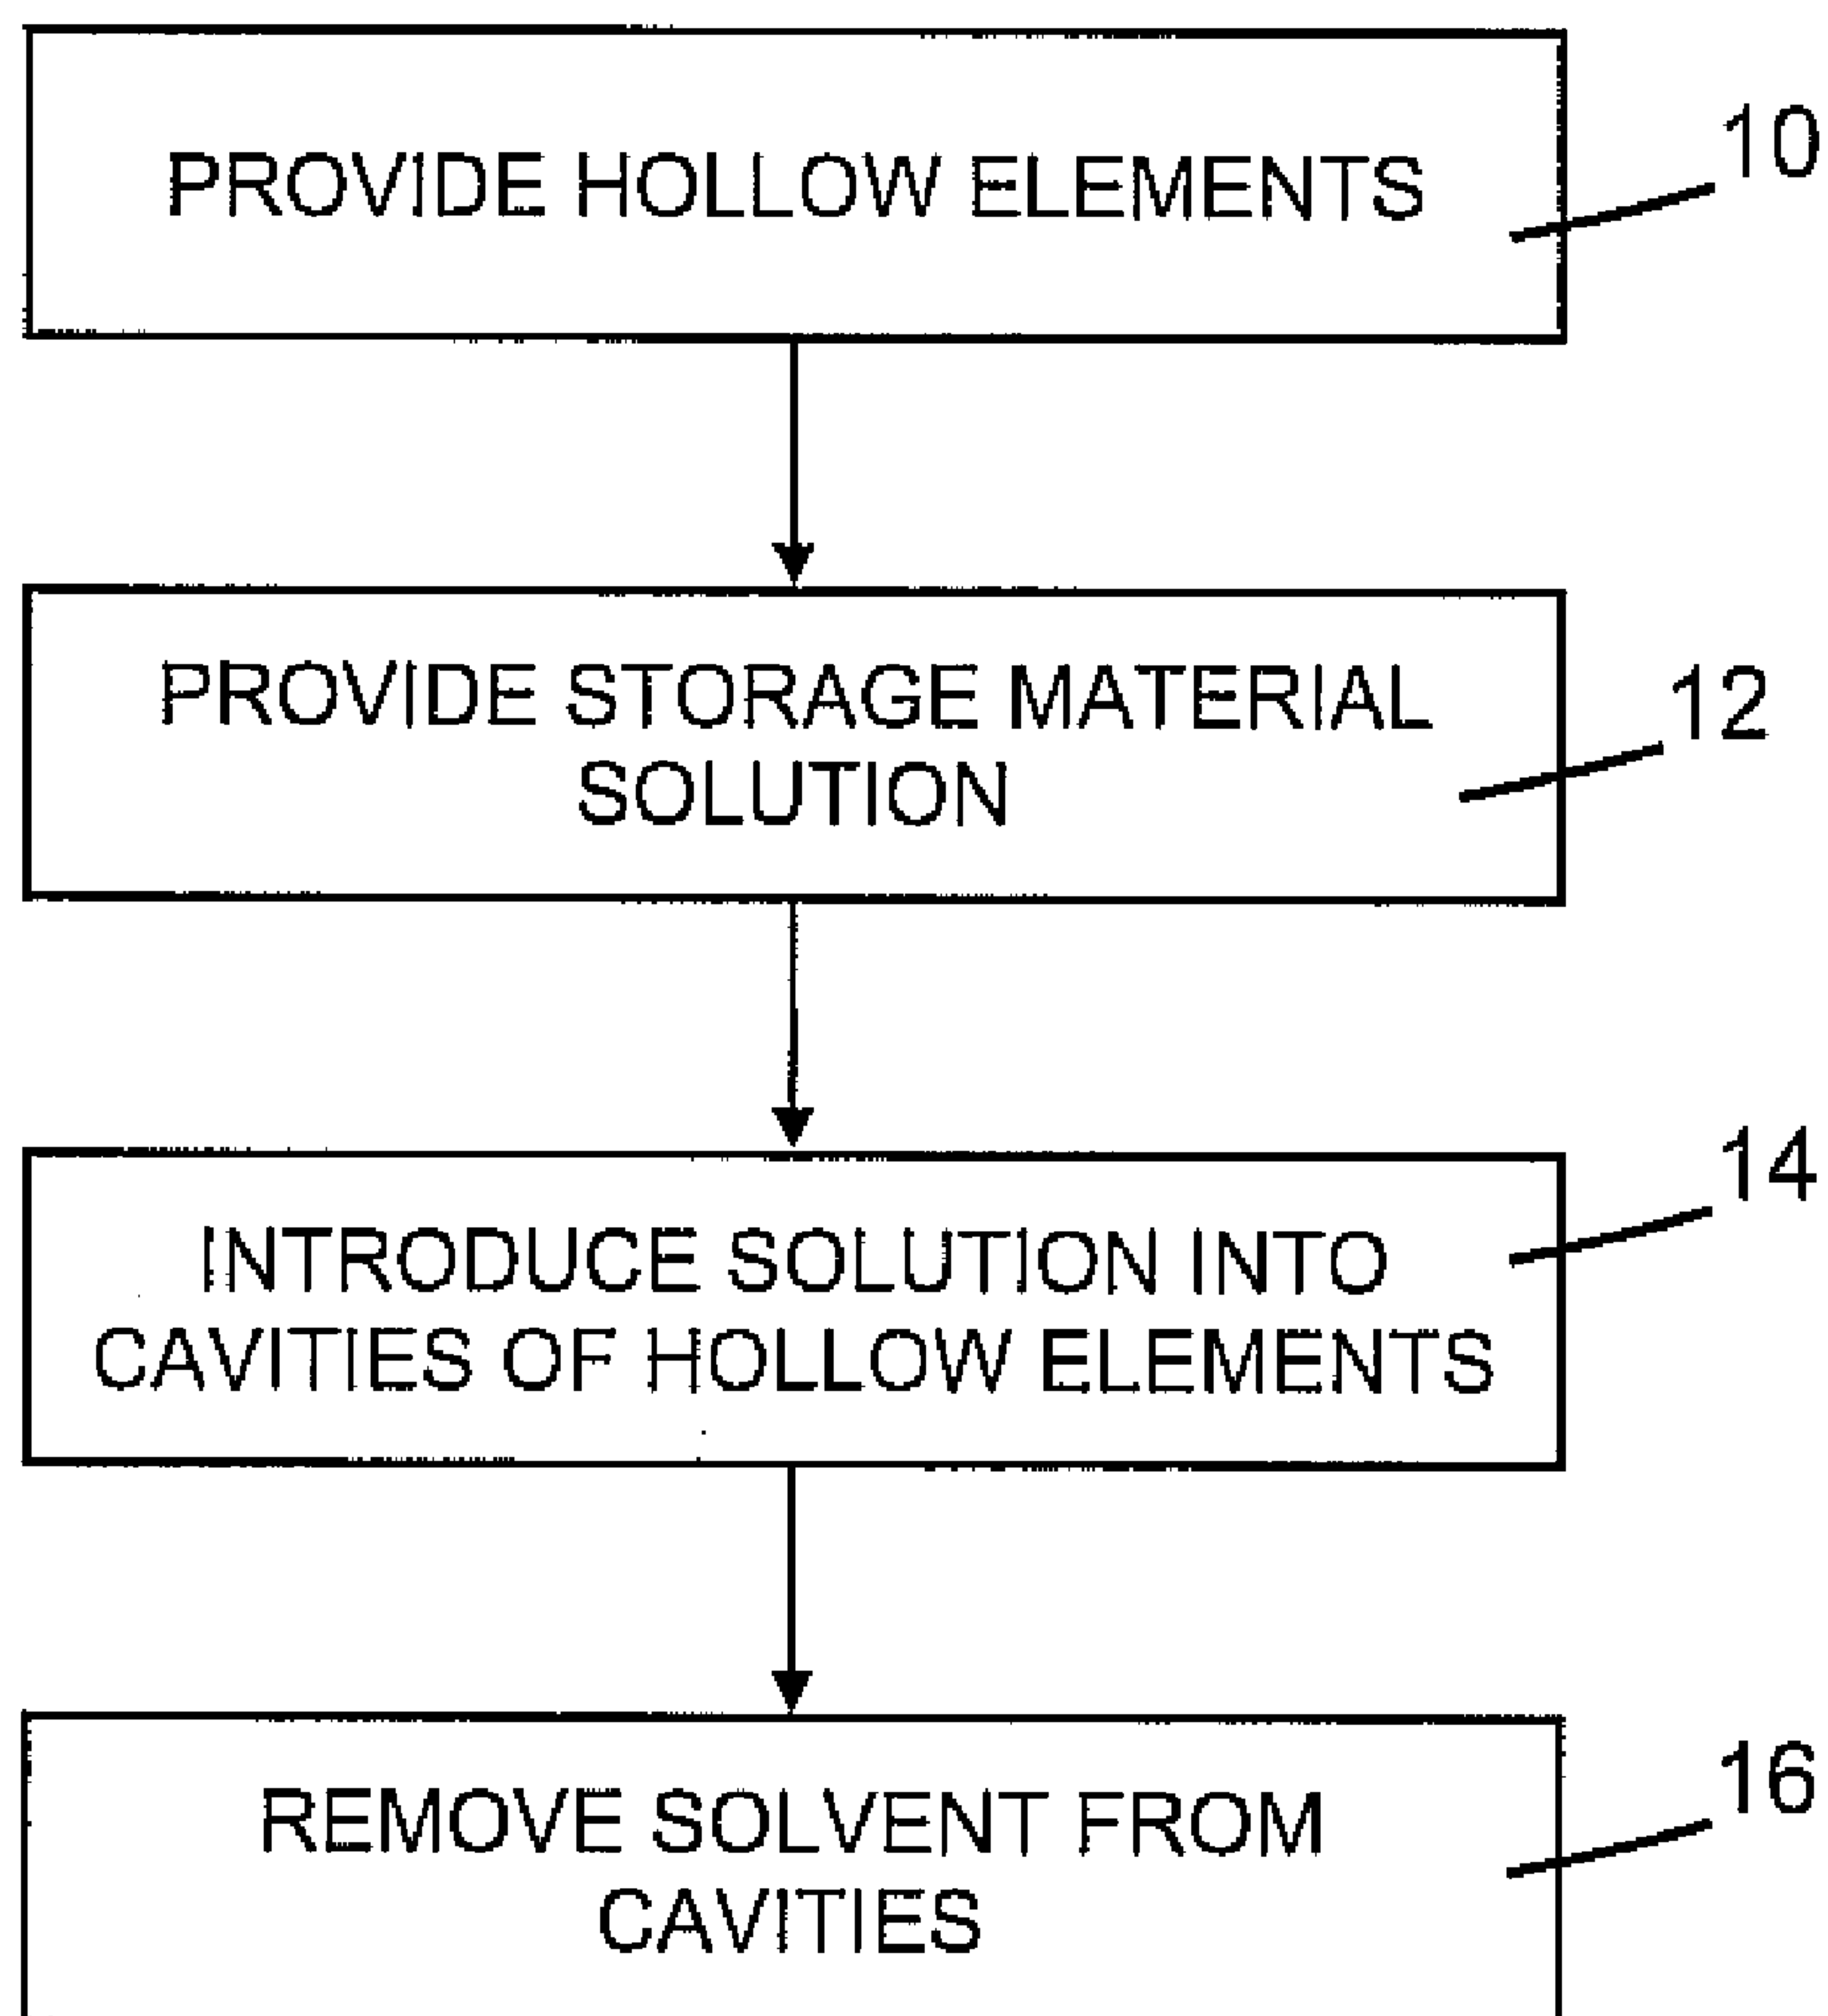 PROVIDE HOLLOW ELEMENTS
10
PROVIDE STORAGE MATERIAL
SOLUTION
12
INTRODUCE SOLUTION INTO
CAVITIES OF HOLLOW ELEMENTS
14
REMOVE SOLVENT FROM
CAVITIES
16